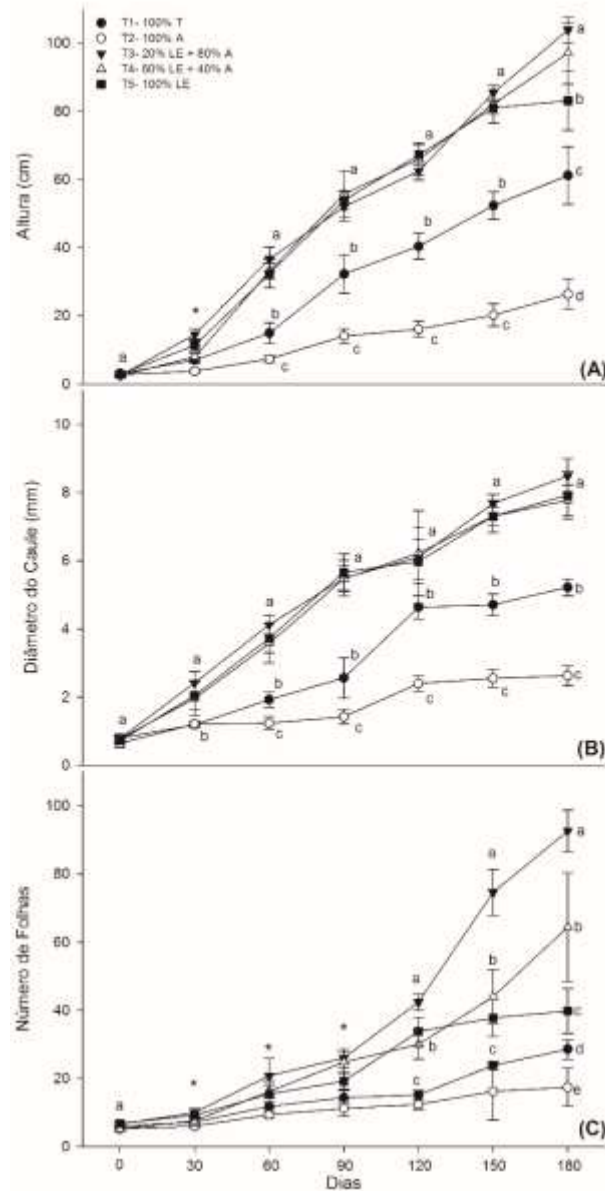 T1- 100% T
T2- 100% A
T3- 20% LE + 80% A
T4- 60% LE + 40% A
T5- 100% LE
Altura (cm)
100
80
60
40
20
0
a
*
a
a
a
a
a
b
b
b
b
b
c
c
c
c
c
d
(A)
Diâmetro do Caule (mm)
10
8
6
4
2
0
a
a
a
a
a
a
a
b
b
b
b
b
b
c
c
c
c
c
(B)
Número de Folhas
100
80
60
40
20
0
a
*
*
*
a
a
a
b
b
b
c
c
c
d
e
(C)
0 30 60 90 120 150 180
Dias